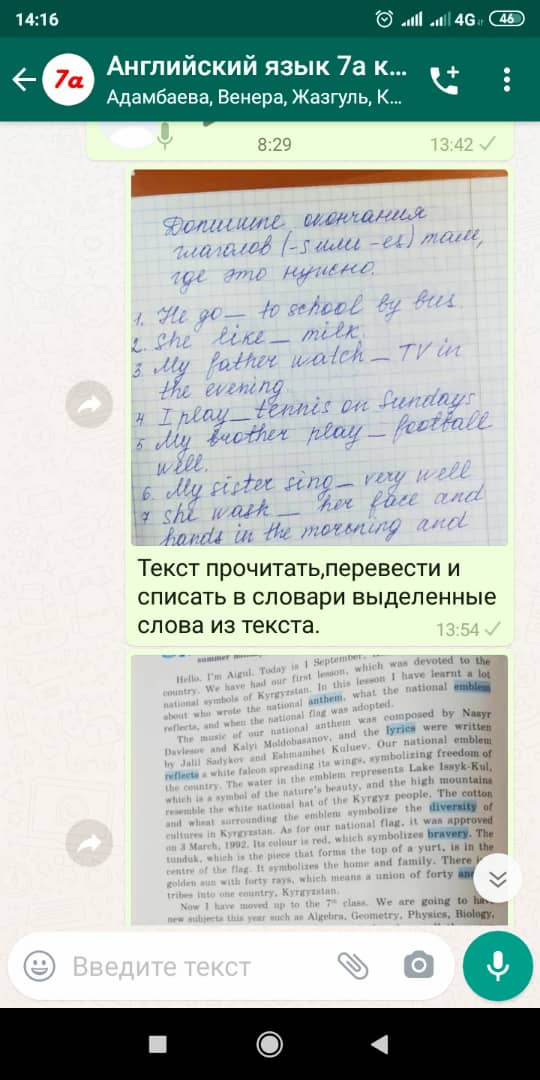 14:16
4G
46
7a
Английский язык 7а к...
Адамбаева, Венера, Жазгуль, К...
8:29
13:42
Допишите окончания
глаголов (-s или -es) там,
где это нужно.
1. He go_ to school by bus.
2. She like_ milk.
3 My father watch_ TV in
the evening
4 I play_ tennis on Sundays
5 My brother play_ football
well.
6. My sister sing_ very well
7 She wash_ her face and
hands in the morning and
Текст прочитать,перевести и
списать в словари выделенные
слова из текста.
13:54
summer
Hello. I'm Aigul. Today is 1 September,
country. We have had our first lesson, which was devoted to the
national symbols of Kyrgyzstan. In this lesson I have learnt a lot
about who wrote the national anthem, what the national emblem
reflects, and when the national flag was adopted.
The music of our national anthem was composed by Nasyr
Davlesov and Kalyi Moldobasanov, and the lyrics were written
by Jalil Sadykov and Eshmambet Kuluev. Our national emblem
reflects a white falcon spreading its wings, symbolizing freedom of
the country. The water in the emblem represents Lake Issyk-Kul,
which is a symbol of the nature's beauty, and the high mountains
resemble the white national hat of the Kyrgyz people. The cotton
and wheat surrounding the emblem symbolize the diversity of
cultures in Kyrgyzstan. As for our national flag, it was approved
on 3 March, 1992. Its colour is red, which symbolizes bravery. The
tunduk, which is the piece that forms the top of a yurt, is in the
centre of the flag. It symbolizes the home and family. There
golden sun with forty rays, which means a union of forty
tribes into one country, Kyrgyzstan.
Now I have moved up to the 7th class. We are going to have
new subjects this year such as Algebra, Geometry, Physics, Biology,
Введите текст